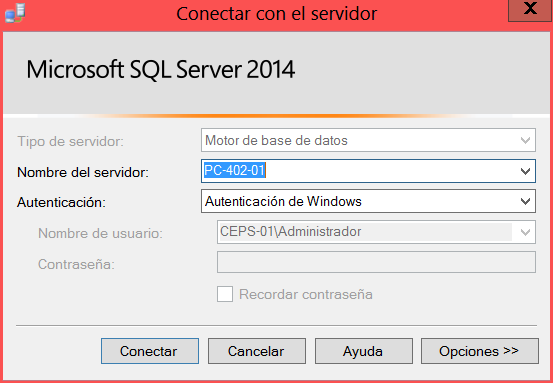 Conectar con el servidor
X
Microsoft SQL Server 2014
Tipo de servidor: Motor de base de datos
Nombre del servidor: PC-402-01
Autenticación: Autenticación de Windows
Nombre de usuario: CEPS-01\Administrador
Contraseña:
Recordar contraseña
Conectar Cancelar Ayuda Opciones >>